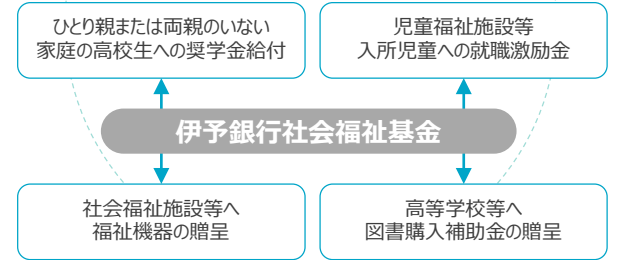 ひとり親または両親のいない
家庭の高校生への奨学金給付
児童福祉施設等
入所児童への就職激励金
伊予銀行社会福祉基金
社会福祉施設等へ
福祉機器の贈呈
高等学校等へ
図書購入補助金の贈呈